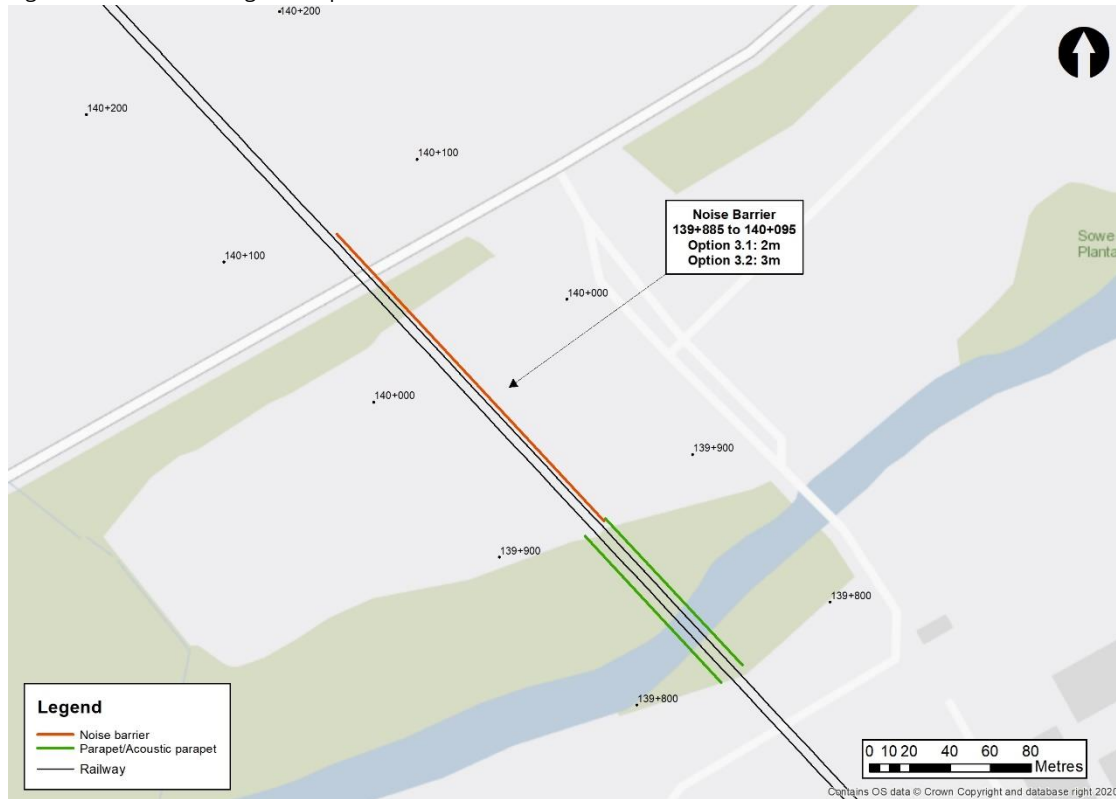 140+200
140+200
140+100
140+100
Noise Barrier
139+885 to 140+095
Option 3.1: 2m
Option 3.2: 3m
Sowe
Planta
140+000
140+000
139+900
139+900
139+800
139+800
Legend
Noise barrier
Parapet/Acoustic parapet
Railway
0 10 20 40 60 80
Metres
Contains OS data © Crown Copyright and database right 202